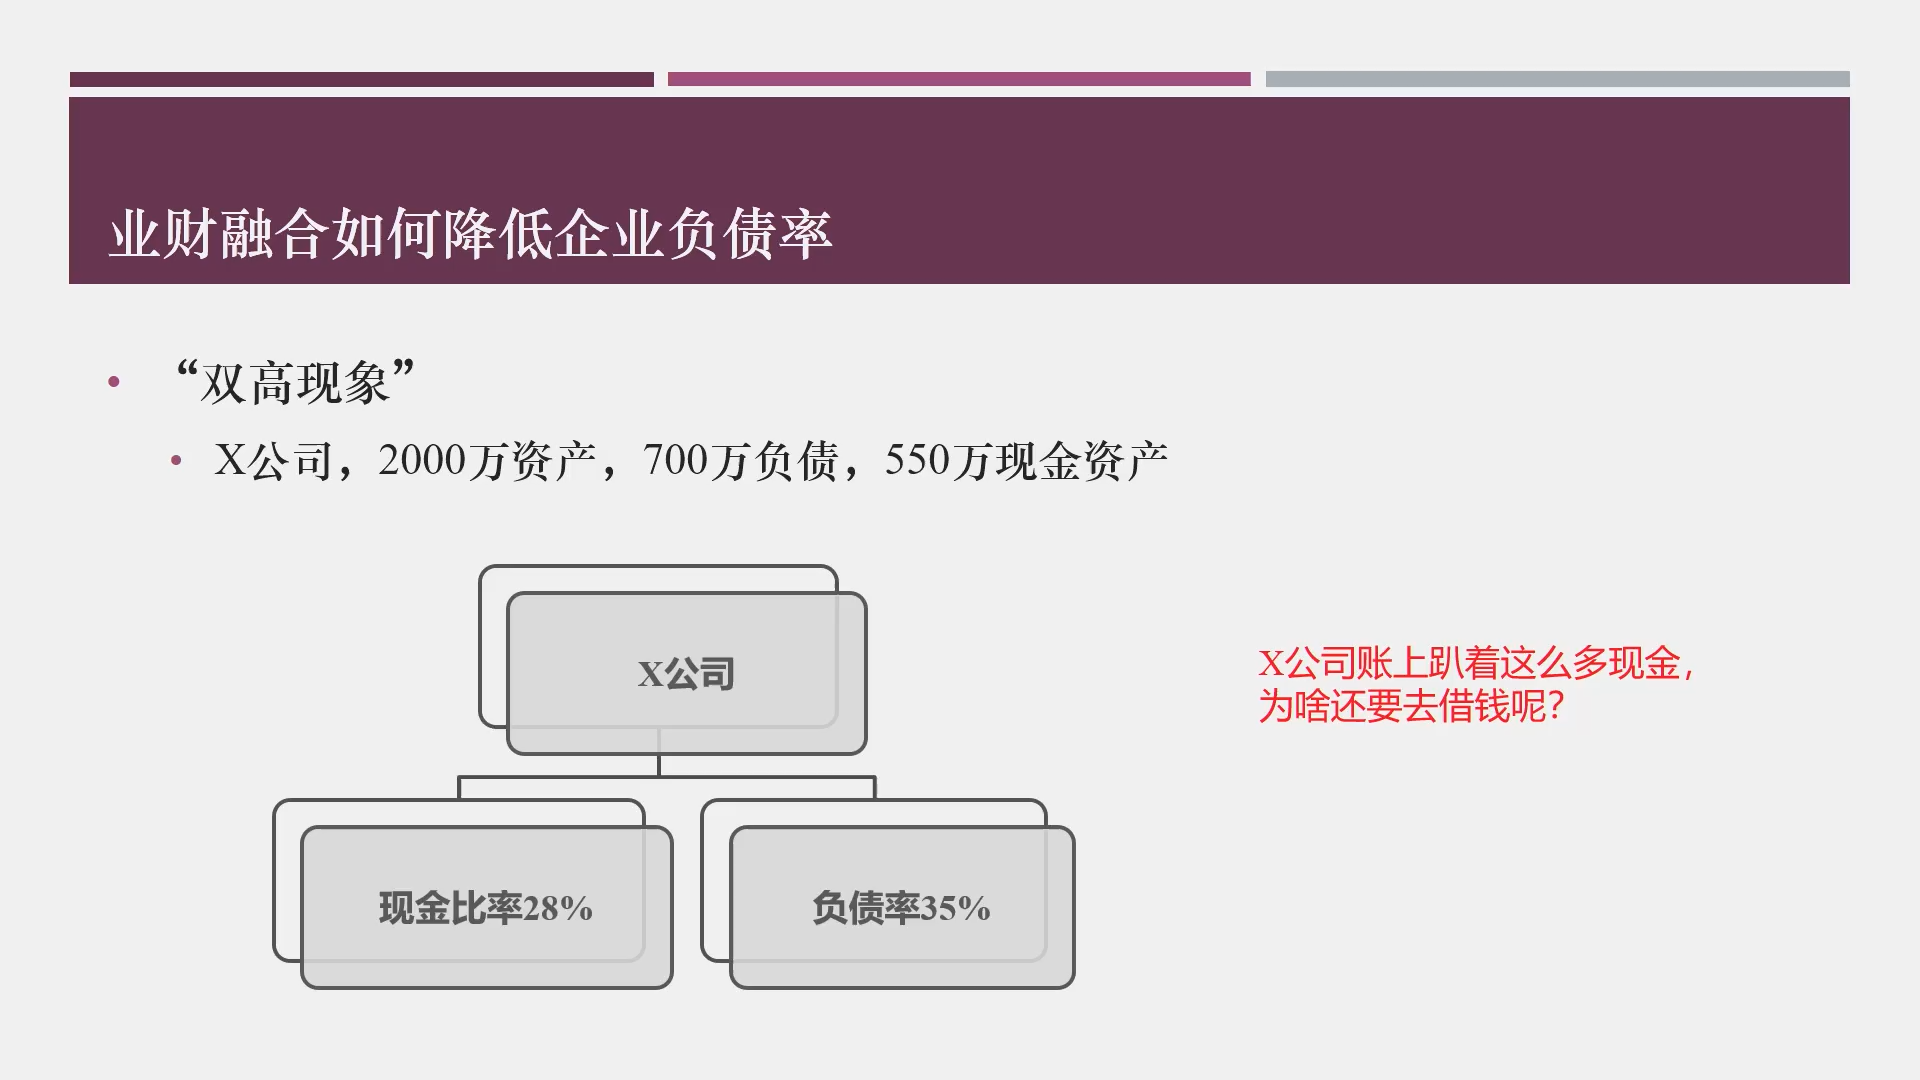 业财融合如何降低企业负债率
“双高现象”
X公司，2000万资产，700万负债，550万现金资产
X公司
X公司账上趴着这么多现金，
为啥还要去借钱呢？
现金比率28%
负债率35%